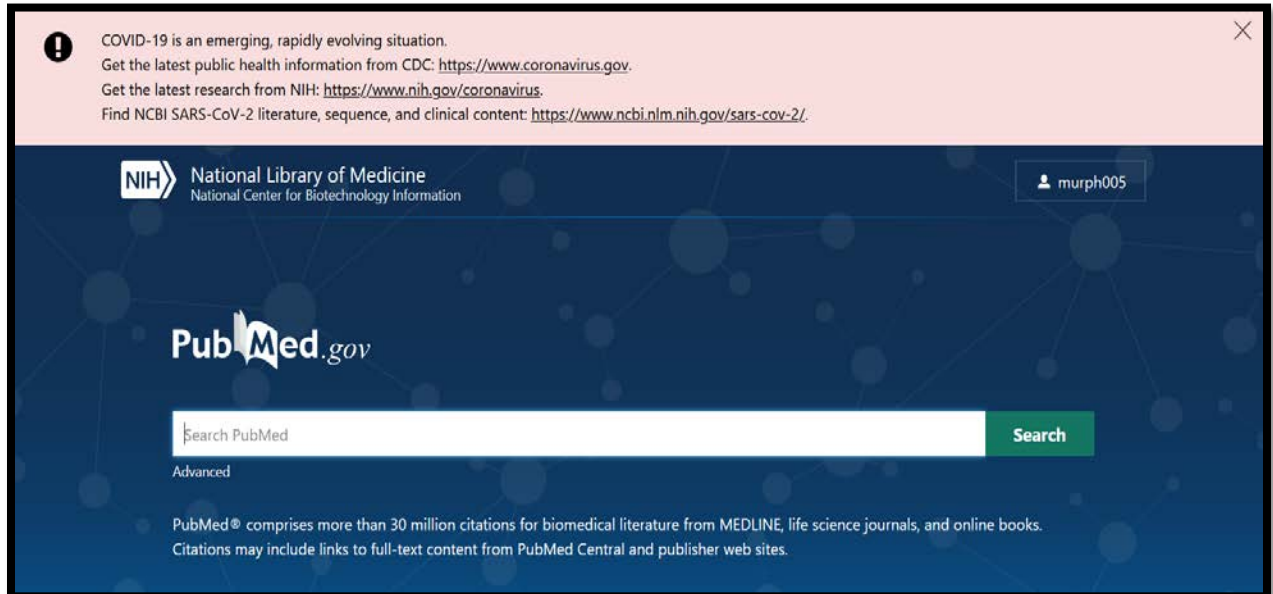 COVID-19 is an emerging, rapidly evolving situation.
Get the latest public health information from CDC: https://www.coronavirus.gov.
Get the latest research from NIH: https://www.nih.gov/coronavirus.
Find NCBI SARS-CoV-2 literature, sequence, and clinical content: https://www.ncbi.nlm.nih.gov/sars-cov-2/.
NIH National Library of Medicine
National Center for Biotechnology Information
murph005
PubMed.gov
Search PubMed
Search
Advanced
PubMed® comprises more than 30 million citations for biomedical literature from MEDLINE, life science journals, and online books.
Citations may include links to full-text content from PubMed Central and publisher web sites.